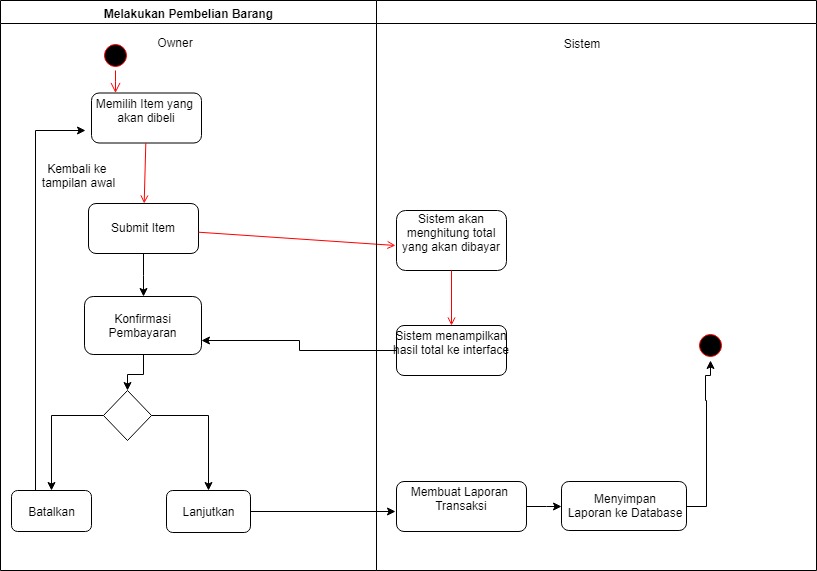 Melakukan Pembelian Barang
Owner
Sistem
Memilih Item yang
akan dibeli
Kembali ke
tampilan awal
Submit Item
Sistem akan
menghitung total
yang akan dibayar
Konfirmasi
Pembayaran
Sistem menampilkan
hasil total ke interface
Batalkan
Lanjutkan
Membuat Laporan
Transaksi
Menyimpan
Laporan ke Database